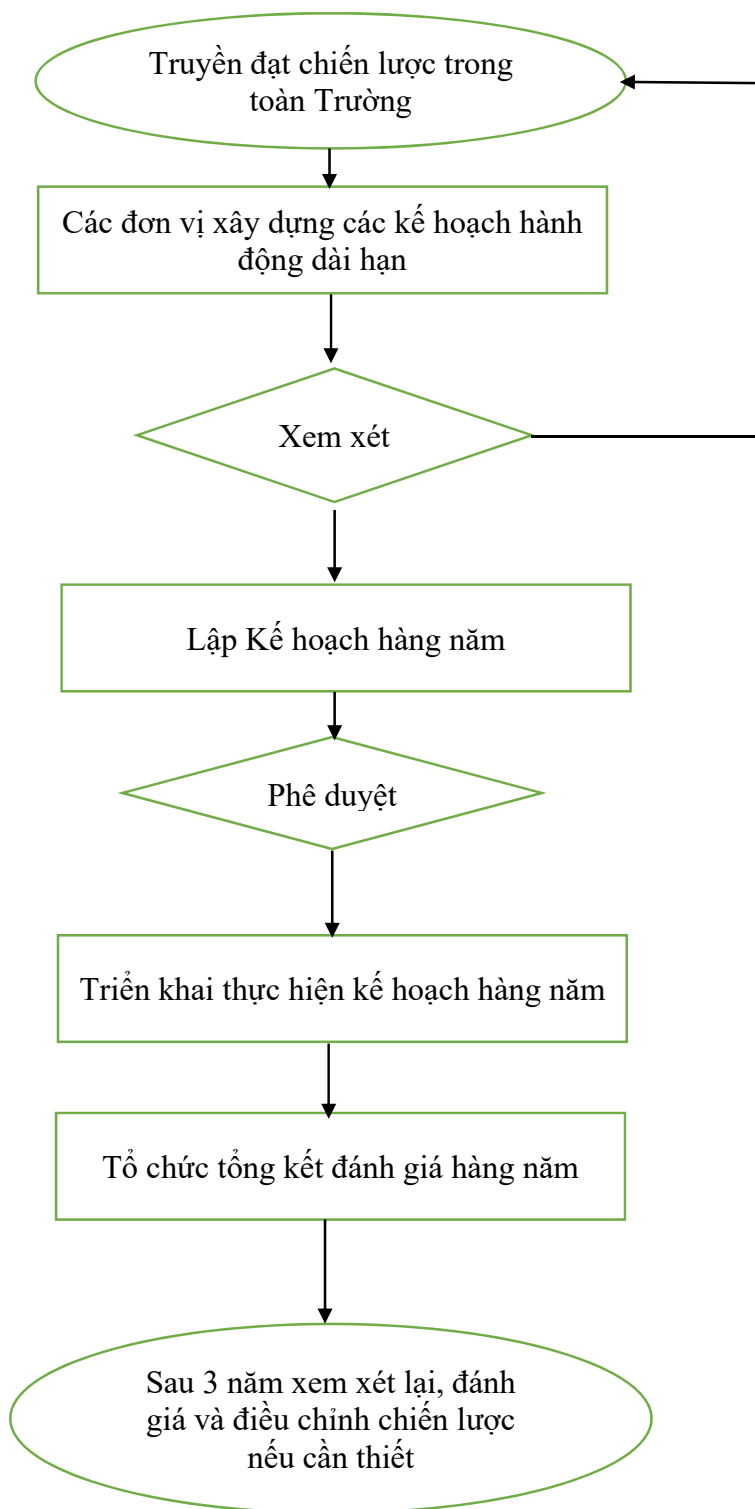 Truyền đạt chiến lược trong
toàn Trường
Các đơn vị xây dựng các kế hoạch hành
động dài hạn
Xem xét
Lập Kế hoạch hàng năm
Phê duyệt
Triển khai thực hiện kế hoạch hàng năm
Tổ chức tổng kết đánh giá hàng năm
Sau 3 năm xem xét lại, đánh
giá và điều chỉnh chiến lược
nếu cần thiết